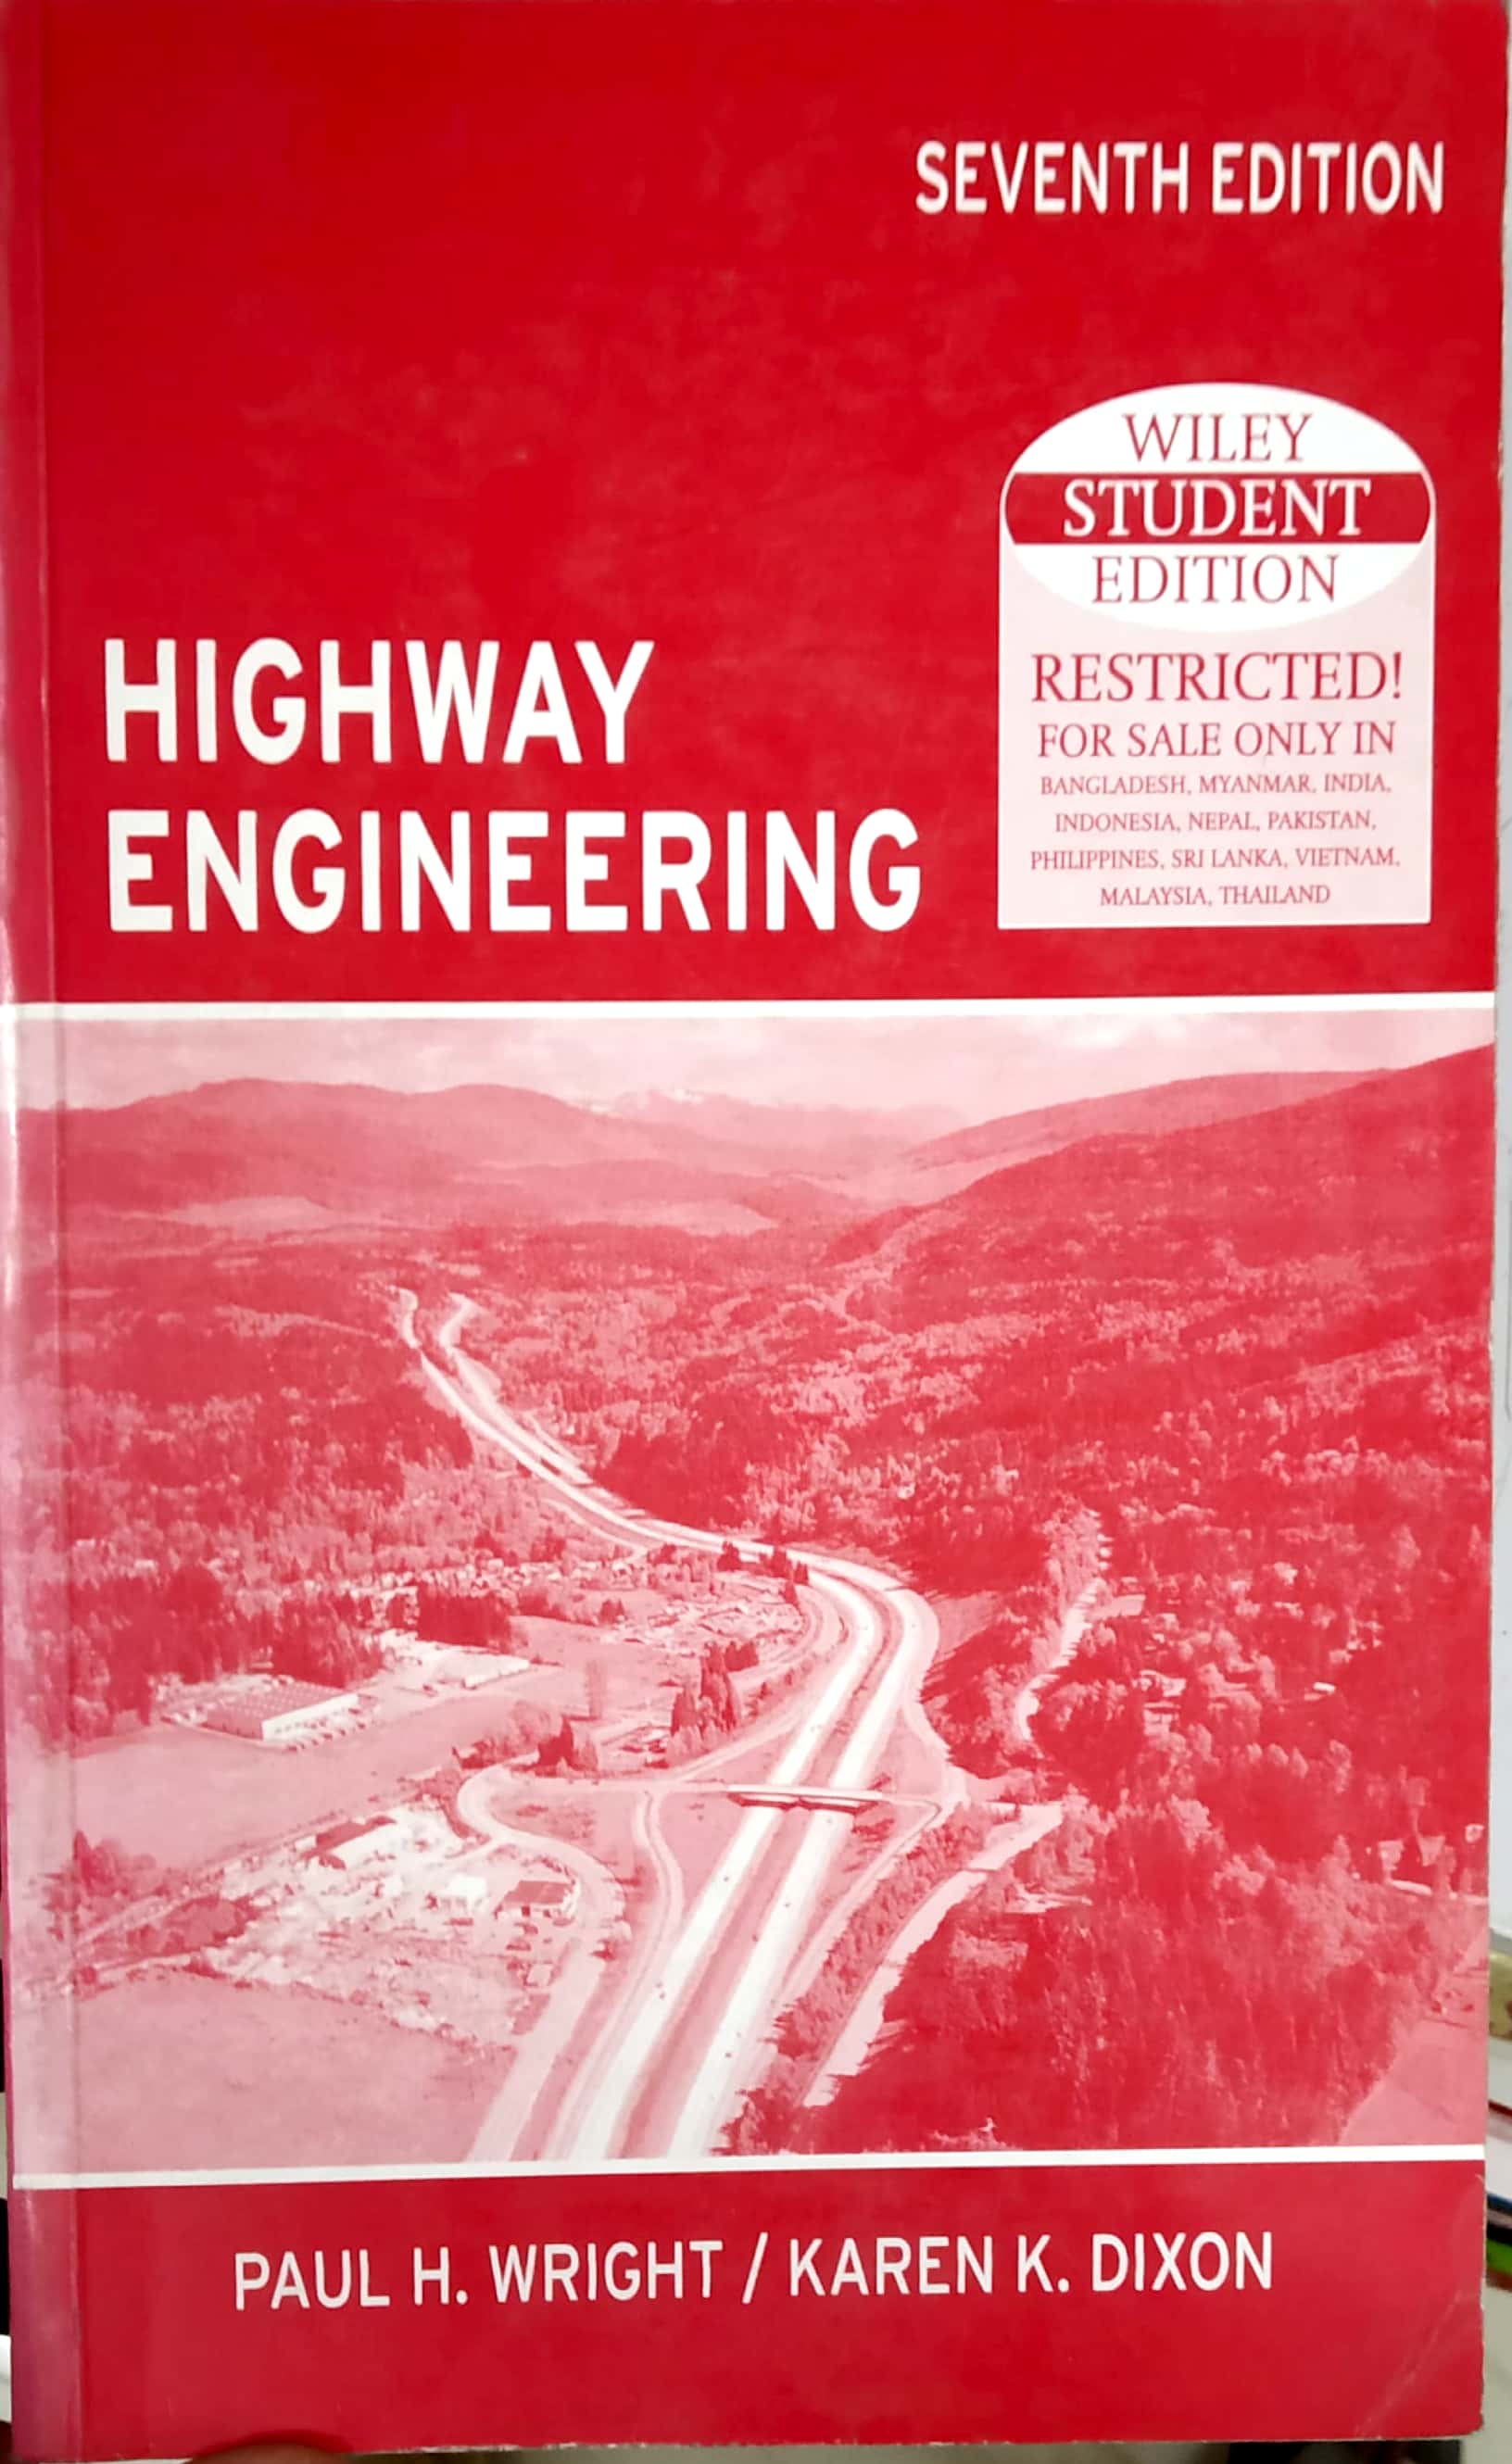 SEVENTH EDITION
WILEY
STUDENT
EDITION
RESTRICTED!
FOR SALE ONLY IN
BANGLADESH, MYANMAR, INDIA,
INDONESIA, NEPAL, PAKISTAN,
PHILIPPINES, SRI LANKA, VIETNAM,
MALAYSIA, THAILAND
HIGHWAY
ENGINEERING
PAUL H. WRIGHT / KAREN K. DIXON